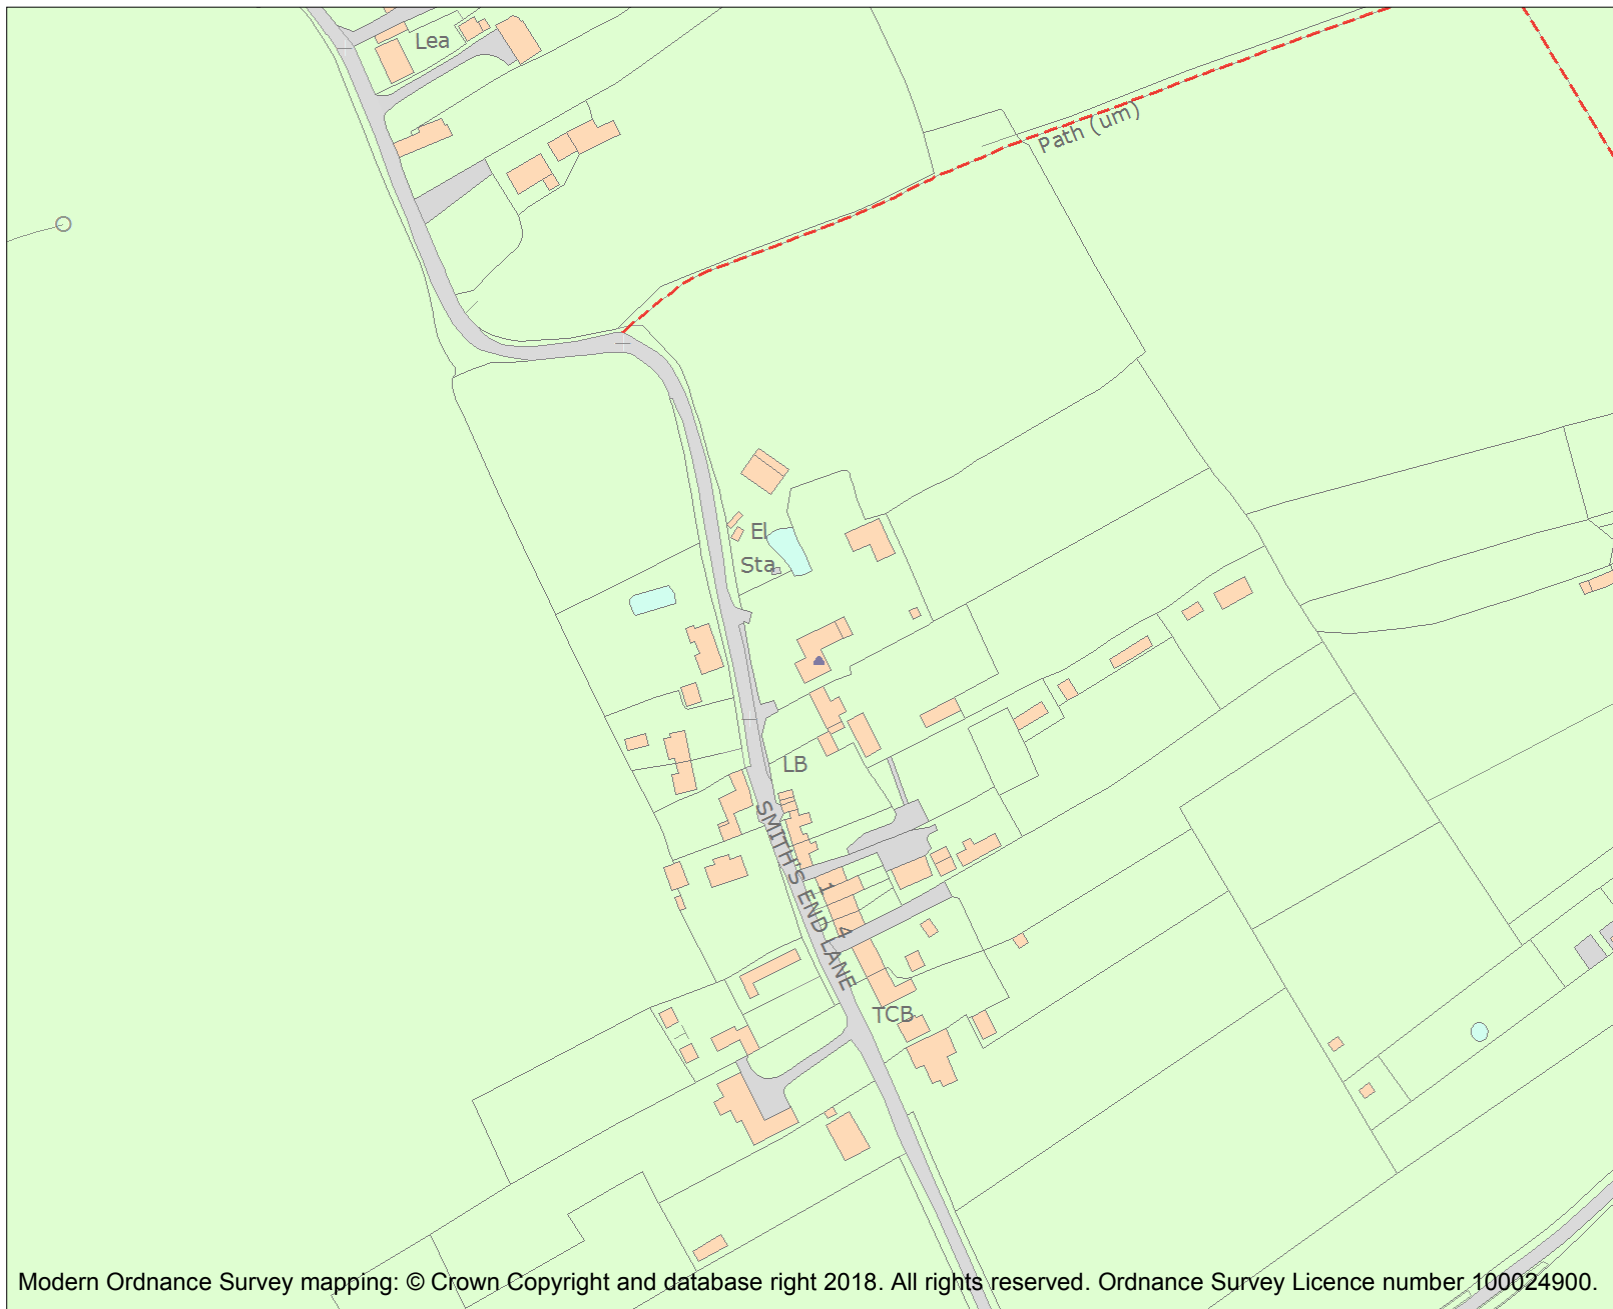 Lea
Path (um)
El
Sta
LB
SMITH'S END LANE
1
4
TCB
Modern Ordnance Survey mapping: © Crown Copyright and database right 2018. All rights reserved. Ordnance Survey Licence number 100024900.